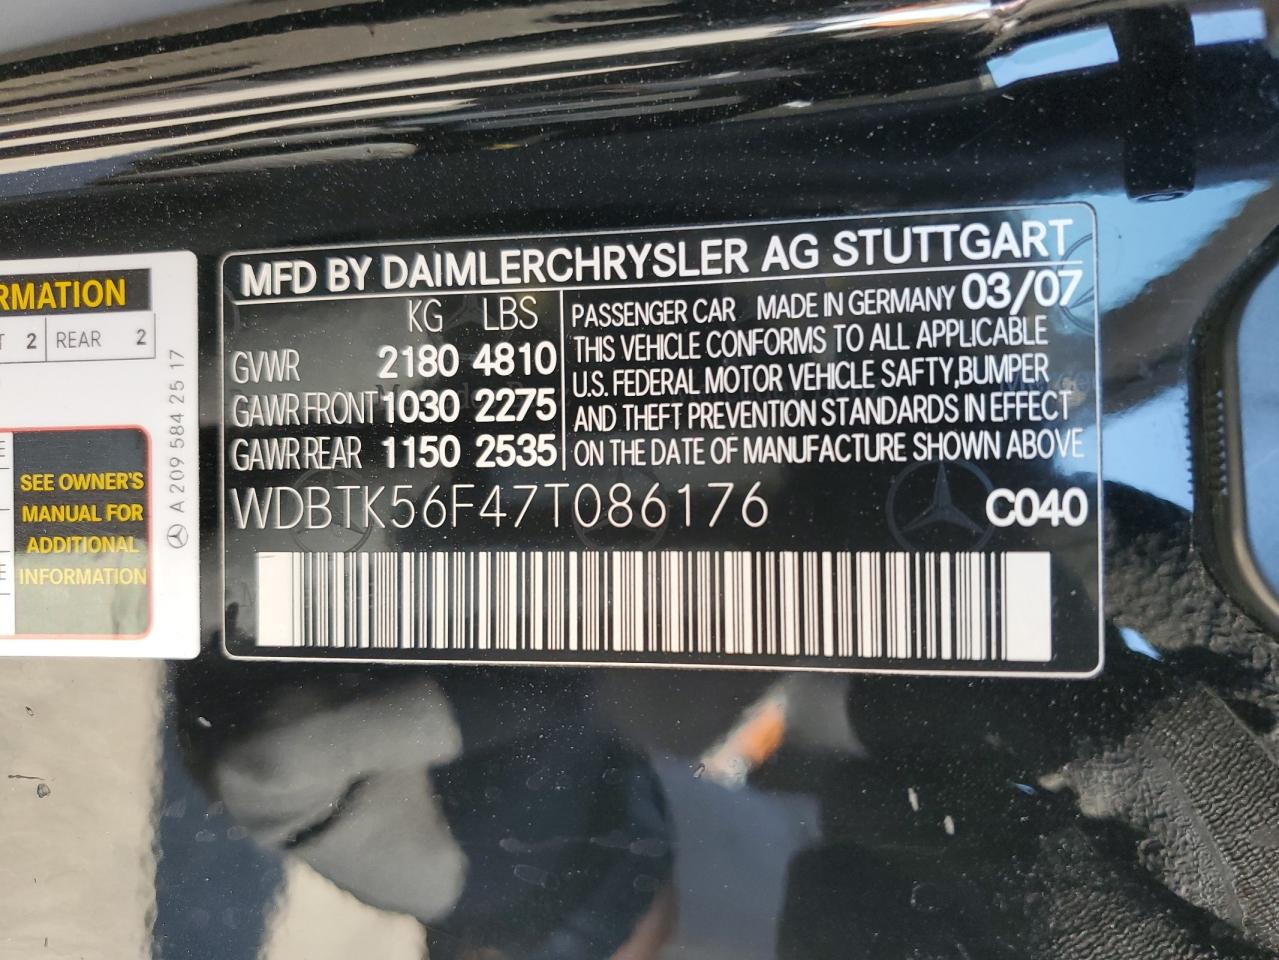 RMATION
T 2 REAR 2
SEE OWNER'S
MANUAL FOR
ADDITIONAL
INFORMATION
A 209 584 25 17
MFD BY DAIMLERCHRYSLER AG STUTTGART
KG LBS
GVWR 2180 4810
GAWR FRONT 1030 2275
GAWR REAR 1150 2535
PASSENGER CAR MADE IN GERMANY 03/07
THIS VEHICLE CONFORMS TO ALL APPLICABLE
U.S. FEDERAL MOTOR VEHICLE SAFTY,BUMPER
AND THEFT PREVENTION STANDARDS IN EFFECT
ON THE DATE OF MANUFACTURE SHOWN ABOVE
WDBTK56F47T086176 C040